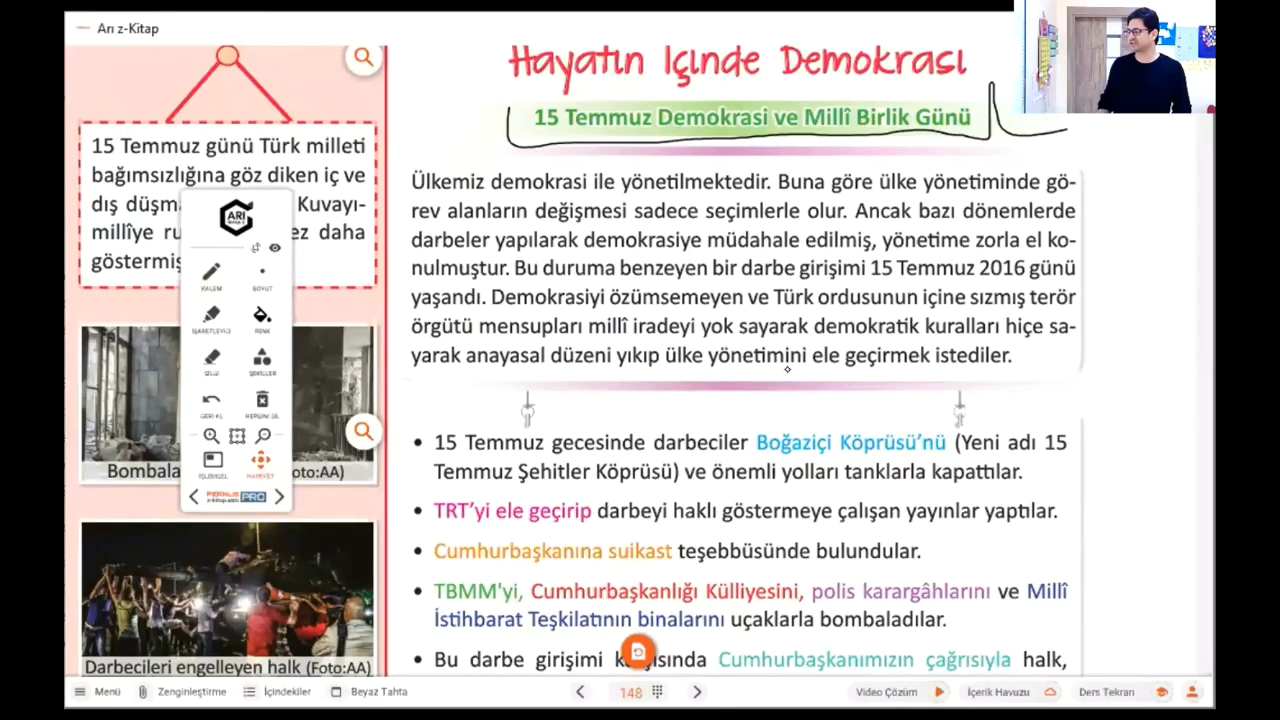 Arı z-Kitap
Hayatın İçinde Demokrasi
15 Temmuz Demokrasi ve Millî Birlik Günü
15 Temmuz günü Türk milleti
bağımsızlığına göz diken iç ve
dış Kuvayı-
millîye daha
Ülkemiz demokrasi ile yönetilmektedir. Buna göre ülke yönetiminde gö-
rev alanların değişmesi sadece seçimlerle olur. Ancak bazı dönemlerde
darbeler yapılarak demokrasiye müdahale edilmiş, yönetime zorla el ko-
nulmuştur. Bu duruma benzeyen bir darbe girişimi 15 Temmuz 2016 günü
yaşandı. Demokrasiyi özümsemeyen ve Türk ordusunun içine sızmış terör
örgütü mensupları millî iradeyi yok sayarak demokratik kuralları hiçe sa-
yarak anayasal düzeni yıkıp ülke yönetimini ele geçirmek istediler.
ARI
KALEM
BOYUT
İŞARETLEYİCİ
RENK
SİLGİ
ŞEKİLLER
GERİ AL
HEPSİNİ SİL
HAREKET
FERNUS
z-kitap.com PRO
(Foto:AA)
Darbecileri engelleyen halk (Foto:AA)
• 15 Temmuz gecesinde darbeciler Boğaziçi Köprüsü’nü (Yeni adı 15
Temmuz Şehitler Köprüsü) ve önemli yolları tanklarla kapattılar.
• TRT’yi ele geçirip darbeyi haklı göstermeye çalışan yayınlar yaptılar.
• Cumhurbaşkanına suikast teşebbüsünde bulundular.
• TBMM'yi, Cumhurbaşkanlığı Külliyesini, polis karargâhlarını ve Millî
İstihbarat Teşkilatının binalarını uçaklarla bombaladılar.
• Bu darbe girişimi Cumhurbaşkanımızın çağrısıyla halk,
Menü Zenginleştirme İçindekiler Beyaz Tahta 148 Video Çözüm İçerik Havuzu Ders Tekrarı